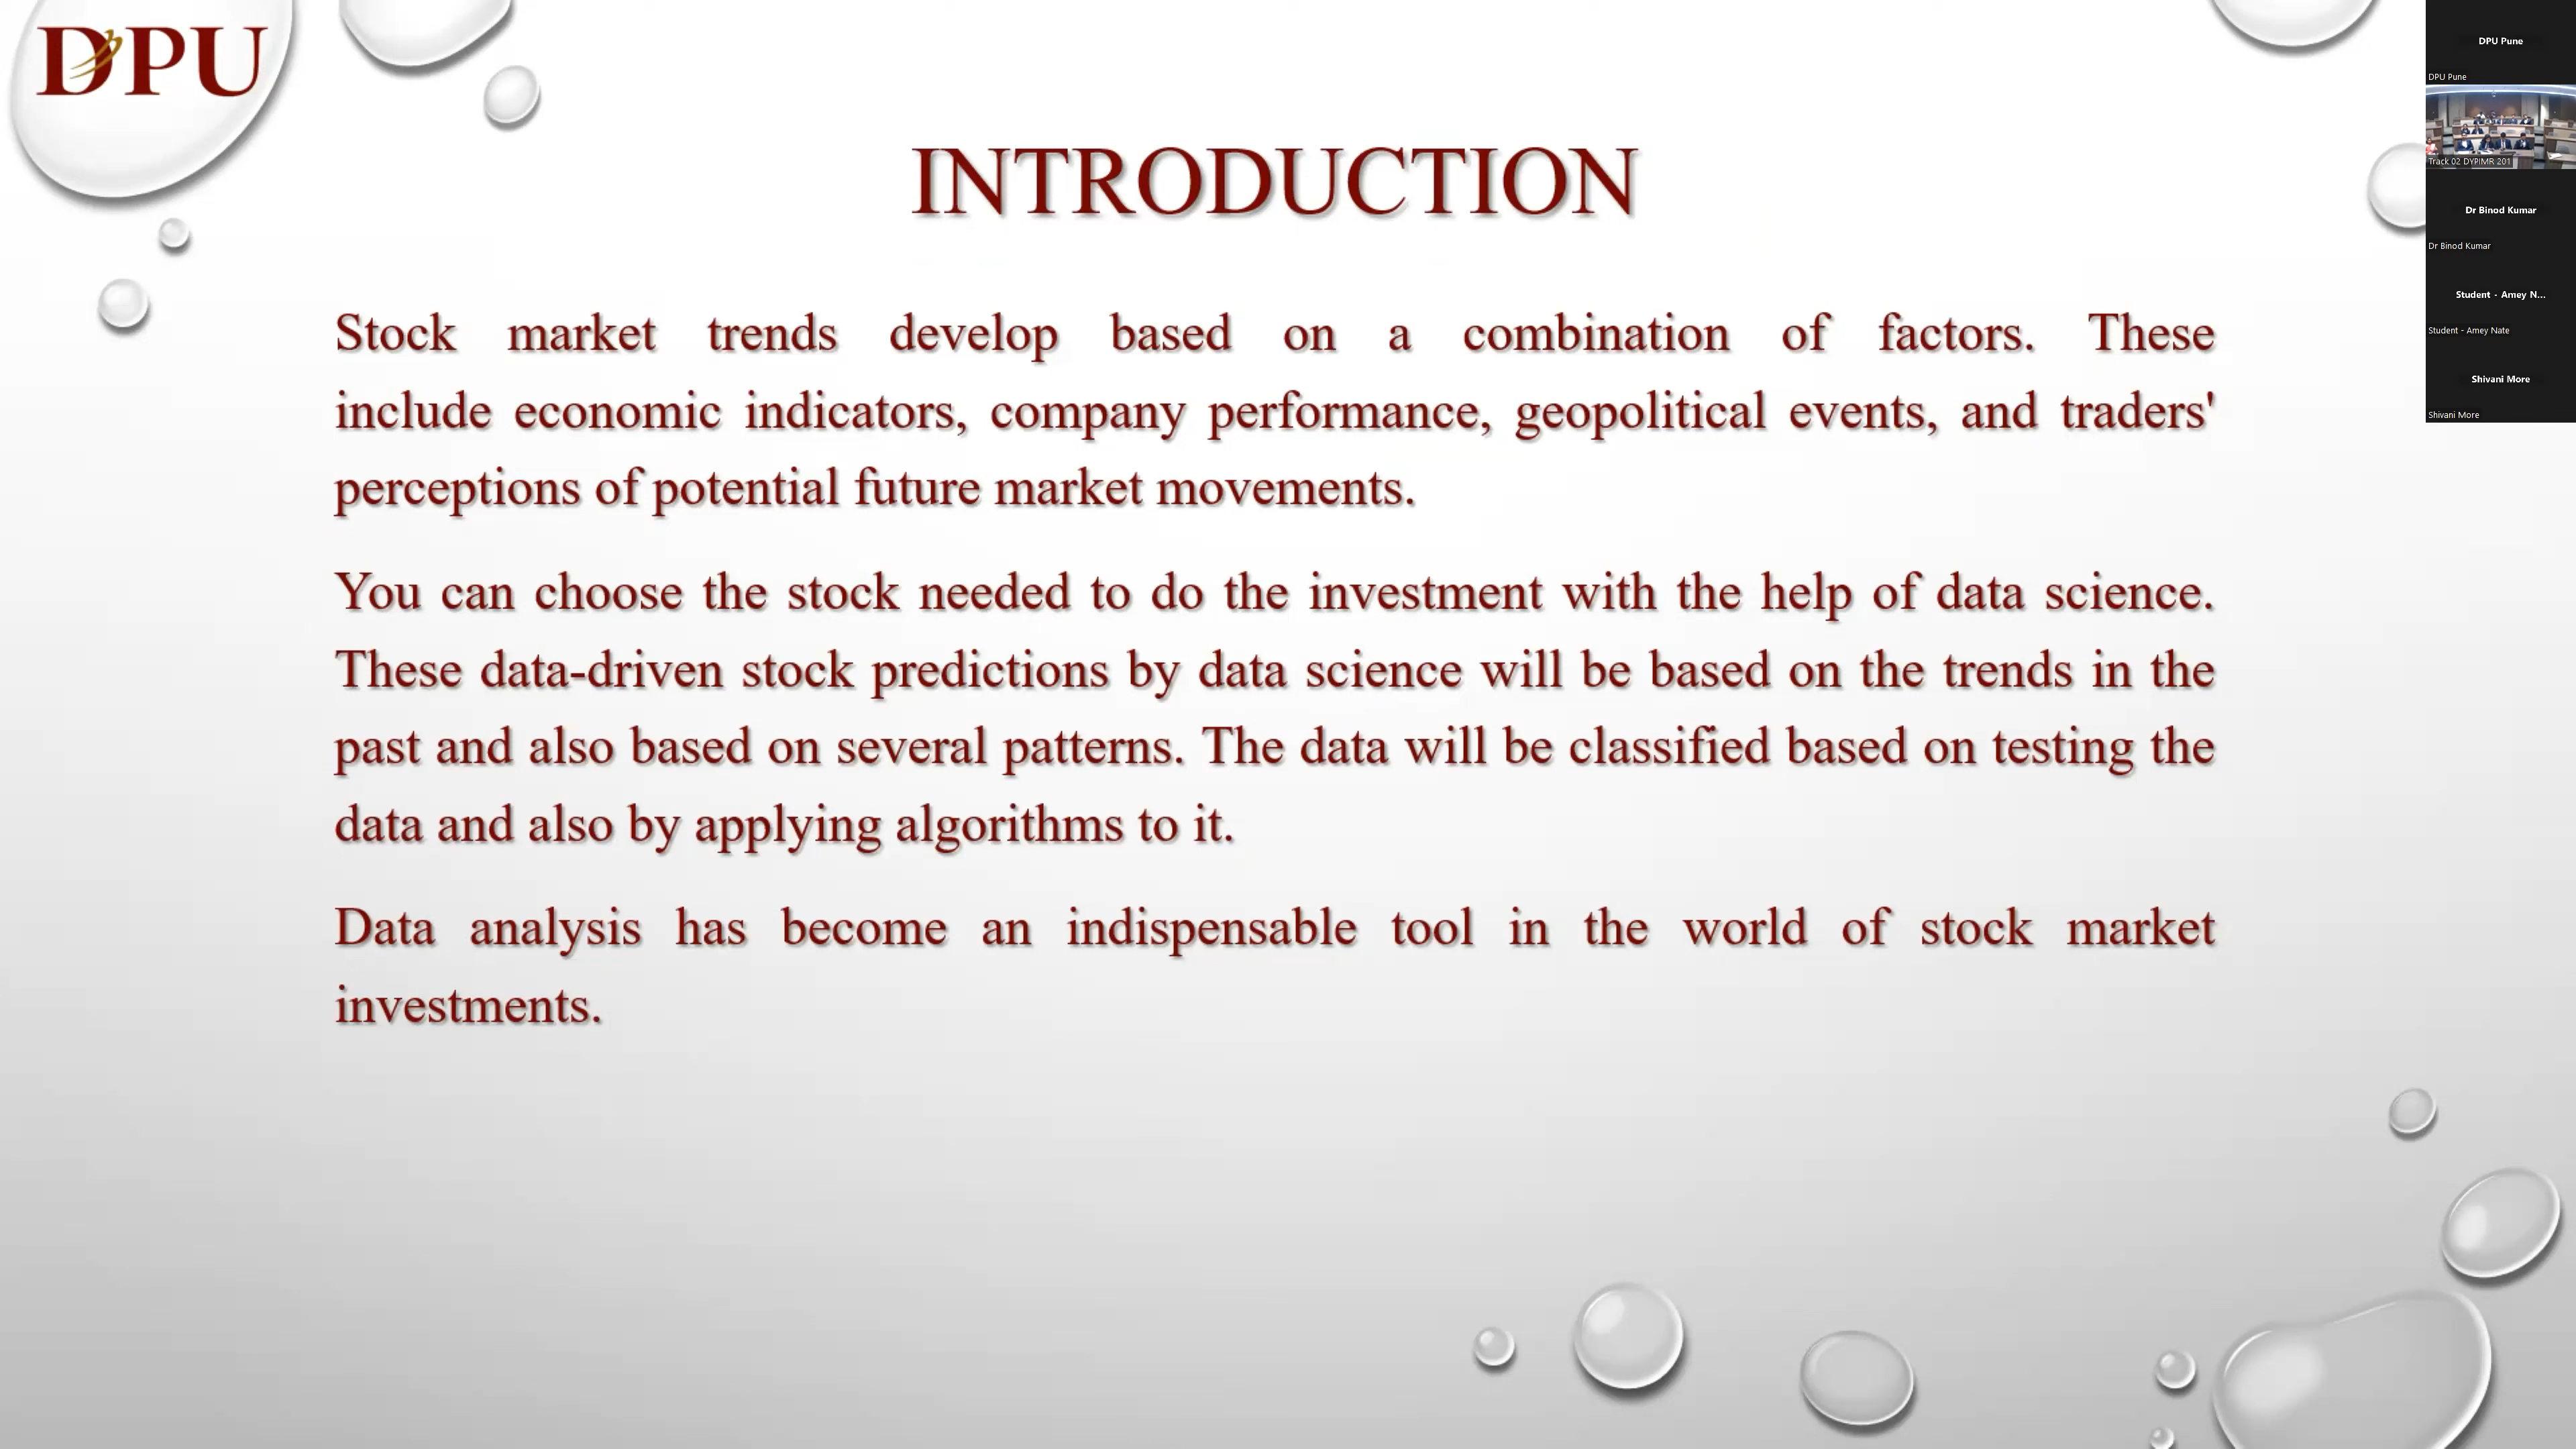 DPU
INTRODUCTION
Stock market trends develop based on a combination of factors. These
include economic indicators, company performance, geopolitical events, and traders'
perceptions of potential future market movements.
You can choose the stock needed to do the investment with the help of data science.
These data-driven stock predictions by data science will be based on the trends in the
past and also based on several patterns. The data will be classified based on testing the
data and also by applying algorithms to it.
Data analysis has become an indispensable tool in the world of stock market
investments.
DPU Pune
DPU Pune
Track 02 DYPIMR 201
Dr Binod Kumar
Dr Binod Kumar
Student - Amey N...
Student - Amey Nate
Shivani More
Shivani More